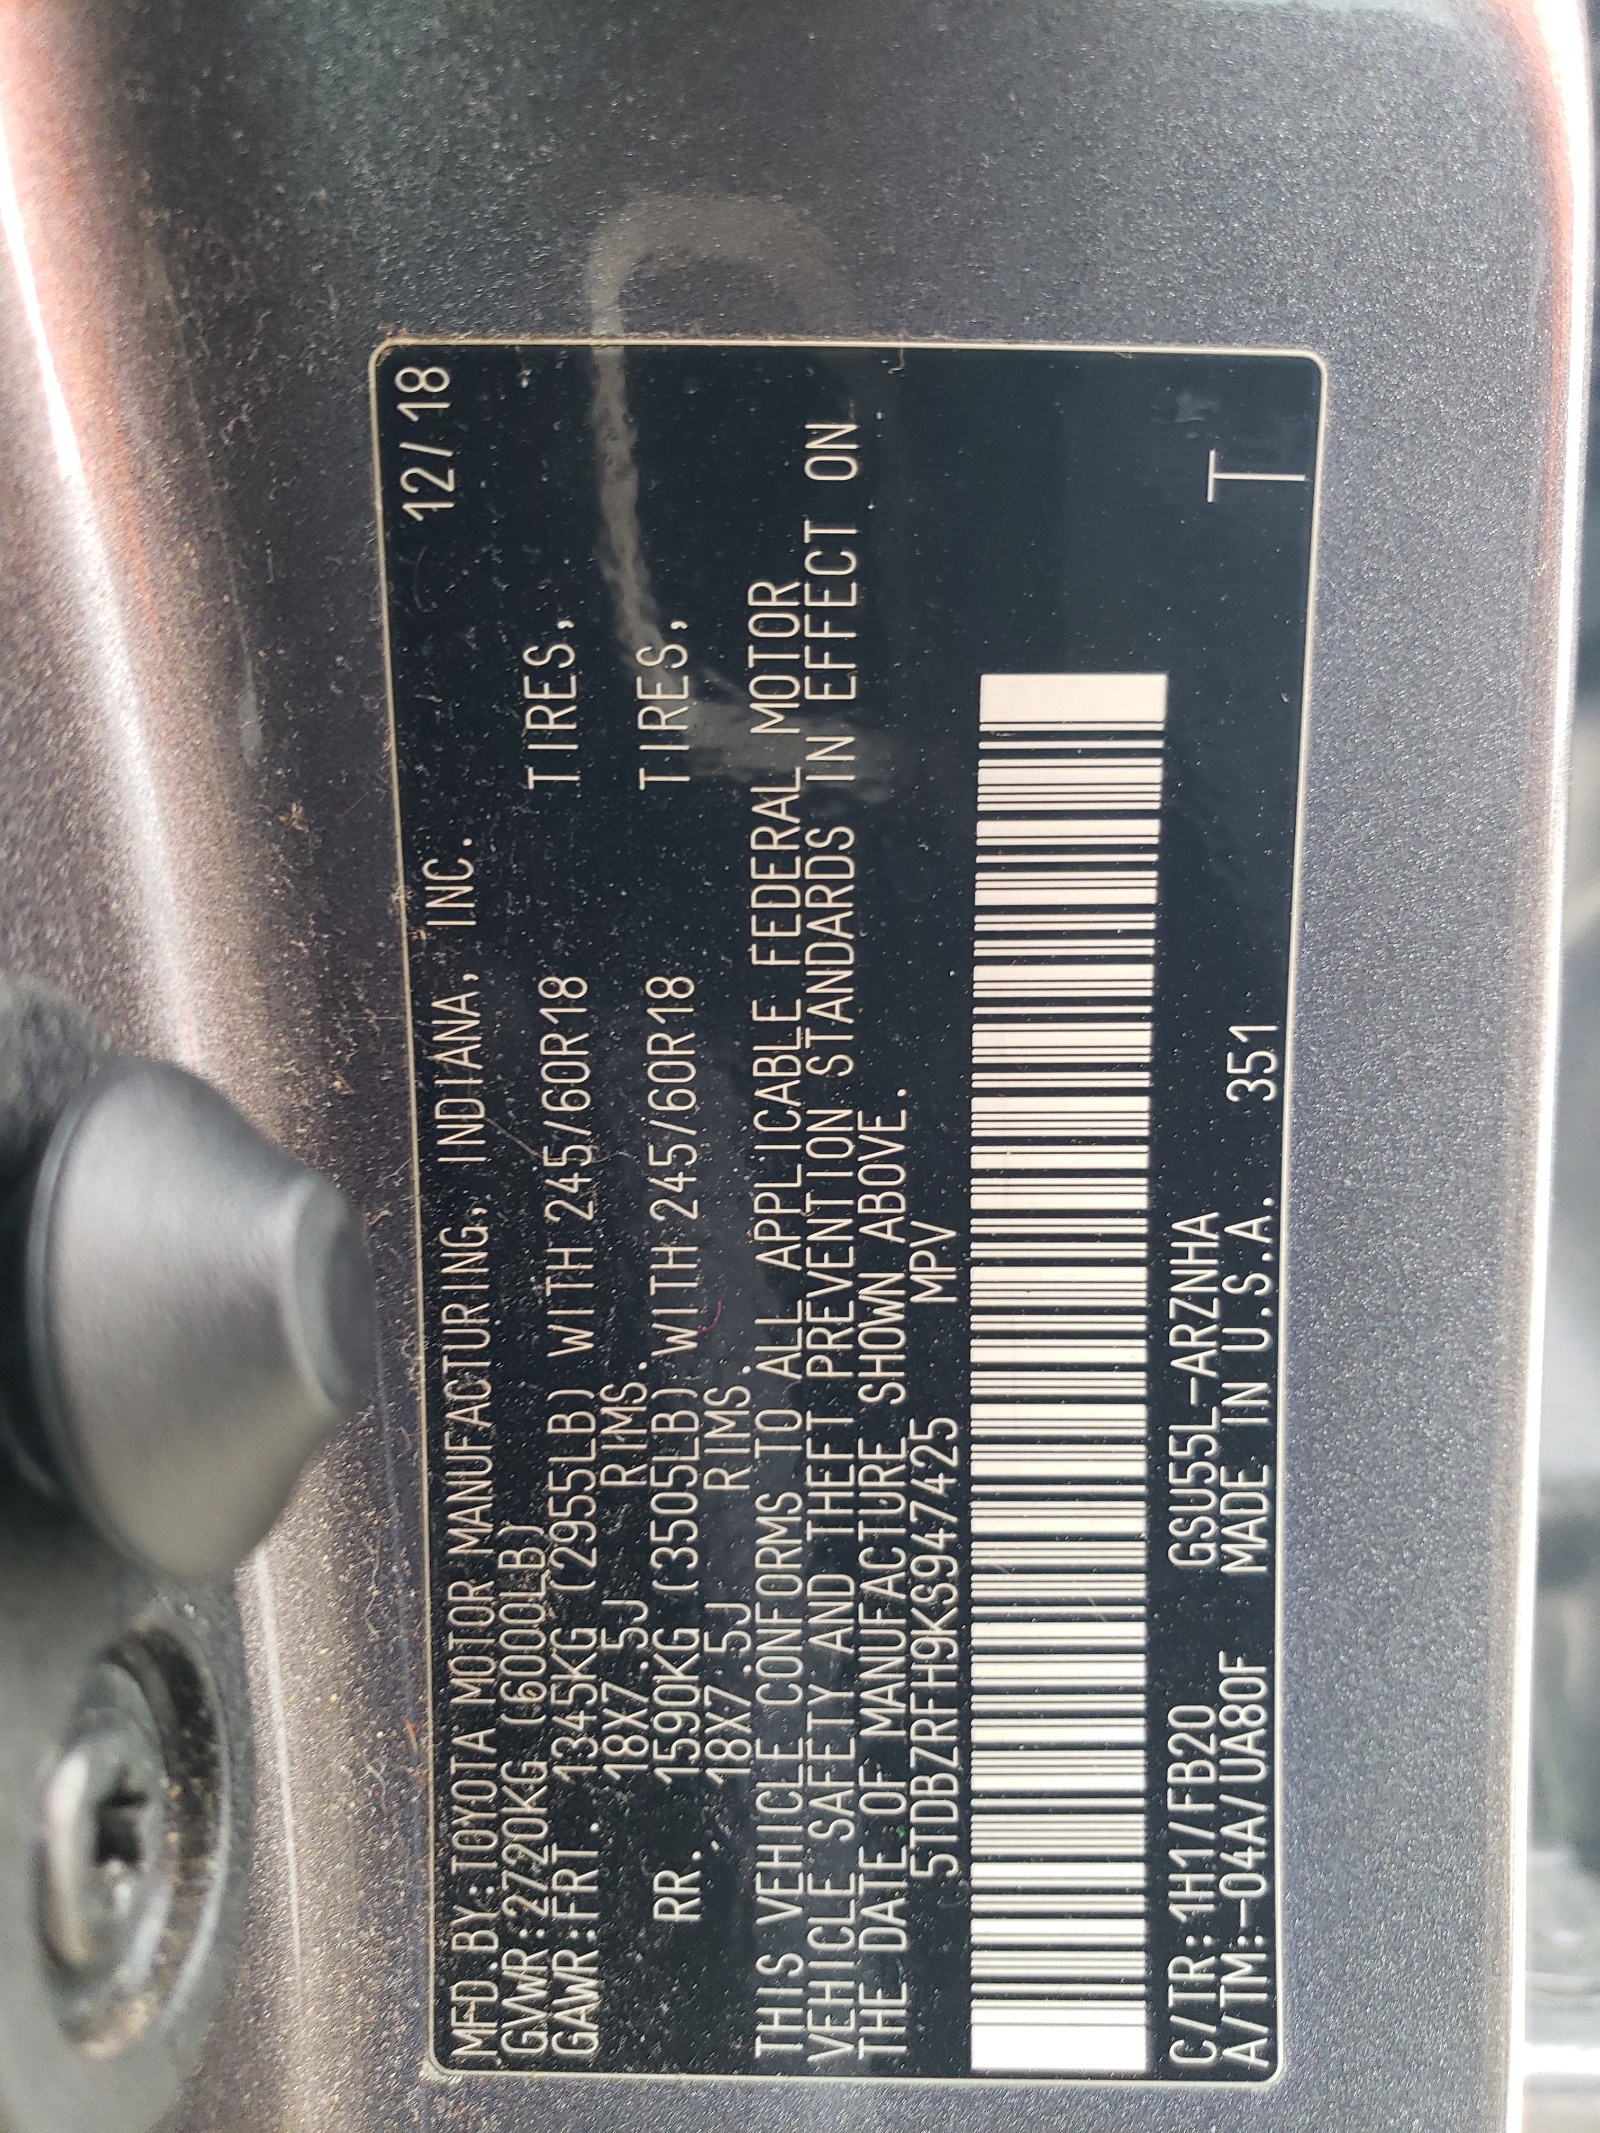 MFD.BY:TOYOTA MOTOR MANUFACTURING, INDIANA, INC. 12/18
GVWR:2720KG (6000LB)
GAWR:FRT. 1345KG (2955LB) WITH 245/60R18 TIRES,
18X7.5J RIMS.
RR. 1590KG (3505LB) WITH 245/60R18 TIRES,
18X7.5J RIMS.
THIS VEHICLE CONFORMS TO ALL APPLICABLE FEDERAL MOTOR
VEHICLE SAFETY AND THEFT PREVENTION STANDARDS IN EFFECT ON
THE DATE OF MANUFACTURE SHOWN ABOVE.
5TDBZRFH9KS947425 MPV
C/TR:1H1/FB20 GSU55L-ARZNHA
A/TM:-04A/UA80F MADE IN U.S.A. 351 T